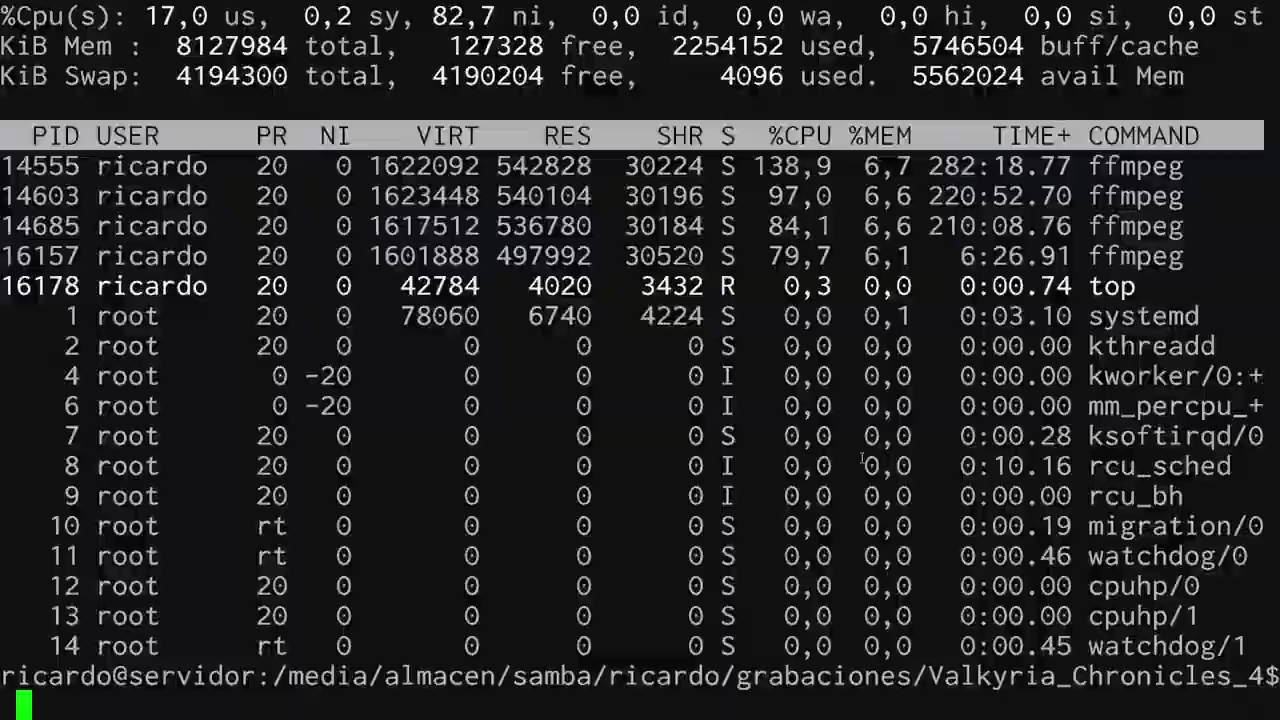 %Cpu(s): 17,0 us, 0,2 sy, 82,7 ni, 0,0 id, 0,0 wa, 0,0 hi, 0,0 si, 0,0 st
KiB Mem : 8127984 total, 127328 free, 2254152 used, 5746504 buff/cache
KiB Swap: 4194300 total, 4190204 free, 4096 used. 5562024 avail Mem
PID USER PR NI VIRT RES SHR S %CPU %MEM TIME+ COMMAND
14555 ricardo 20 0 1622092 542828 30224 S 138,9 6,7 282:18.77 ffmpeg
14603 ricardo 20 0 1623448 540104 30196 S 97,0 6,6 220:52.70 ffmpeg
14685 ricardo 20 0 1617512 536780 30184 S 84,1 6,6 210:08.76 ffmpeg
16157 ricardo 20 0 1601888 497992 30520 S 79,7 6,1 6:26.91 ffmpeg
16178 ricardo 20 0 42784 4020 3432 R 0,3 0,0 0:00.74 top
1 root 20 0 78060 6740 4224 S 0,0 0,1 0:03.10 systemd
2 root 20 0 0 0 0 S 0,0 0,0 0:00.00 kthreadd
4 root 0 -20 0 0 0 I 0,0 0,0 0:00.00 kworker/0:+
6 root 0 -20 0 0 0 I 0,0 0,0 0:00.00 mm_percpu_+
7 root 20 0 0 0 0 S 0,0 0,0 0:00.28 ksoftirqd/0
8 root 20 0 0 0 0 I 0,0 0,0 0:10.16 rcu_sched
9 root 20 0 0 0 0 I 0,0 0,0 0:00.00 rcu_bh
10 root rt 0 0 0 0 S 0,0 0,0 0:00.19 migration/0
11 root rt 0 0 0 0 S 0,0 0,0 0:00.46 watchdog/0
12 root 20 0 0 0 0 S 0,0 0,0 0:00.00 cpuhp/0
13 root 20 0 0 0 0 S 0,0 0,0 0:00.00 cpuhp/1
14 root rt 0 0 0 0 S 0,0 0,0 0:00.45 watchdog/1
ricardo@servidor:/media/almacen/samba/ricardo/grabaciones/Valkyria_Chronicles_4$